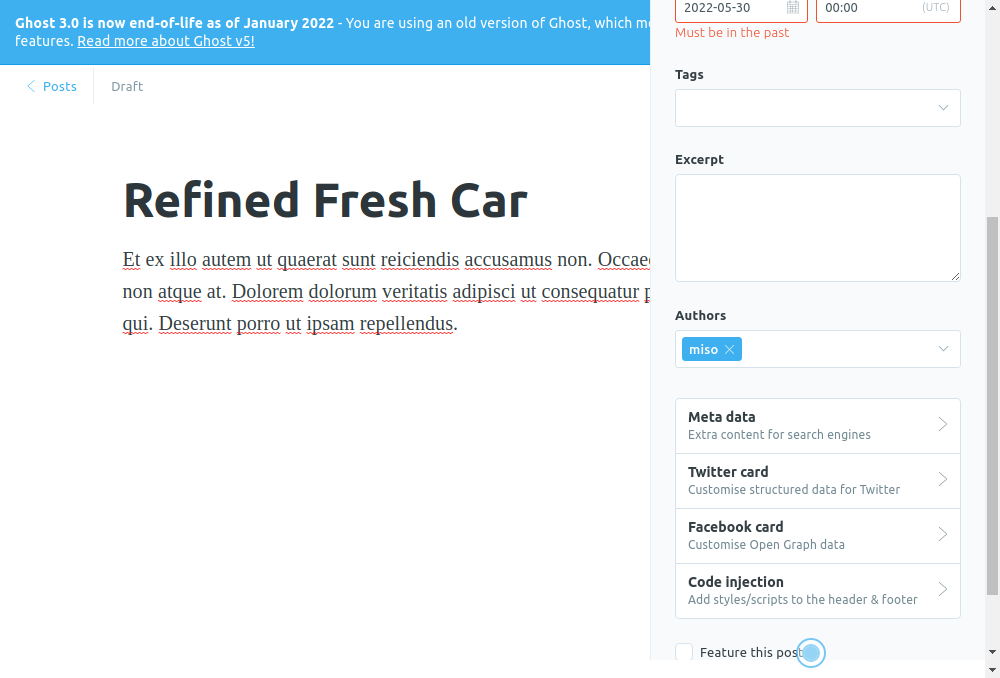 Ghost 3.0 is now end-of-life as of January 2022 - You are using an old version of Ghost, which
features. Read more about Ghost v5!
Posts
Draft
Refined Fresh Car
Et ex illo autem ut quaerat sunt reiciendis accusamus non.
non atque at. Dolorem dolorum veritatis adipisci ut consequatur
qui. Deserunt porro ut ipsam repellendus.
2022-05-30
00:00
(UTC)
Must be in the past
Tags
Excerpt
Authors
miso
Meta data
Extra content for search engines
Twitter card
Customise structured data for Twitter
Facebook card
Customise Open Graph data
Code injection
Add styles/scripts to the header & footer
Feature this post